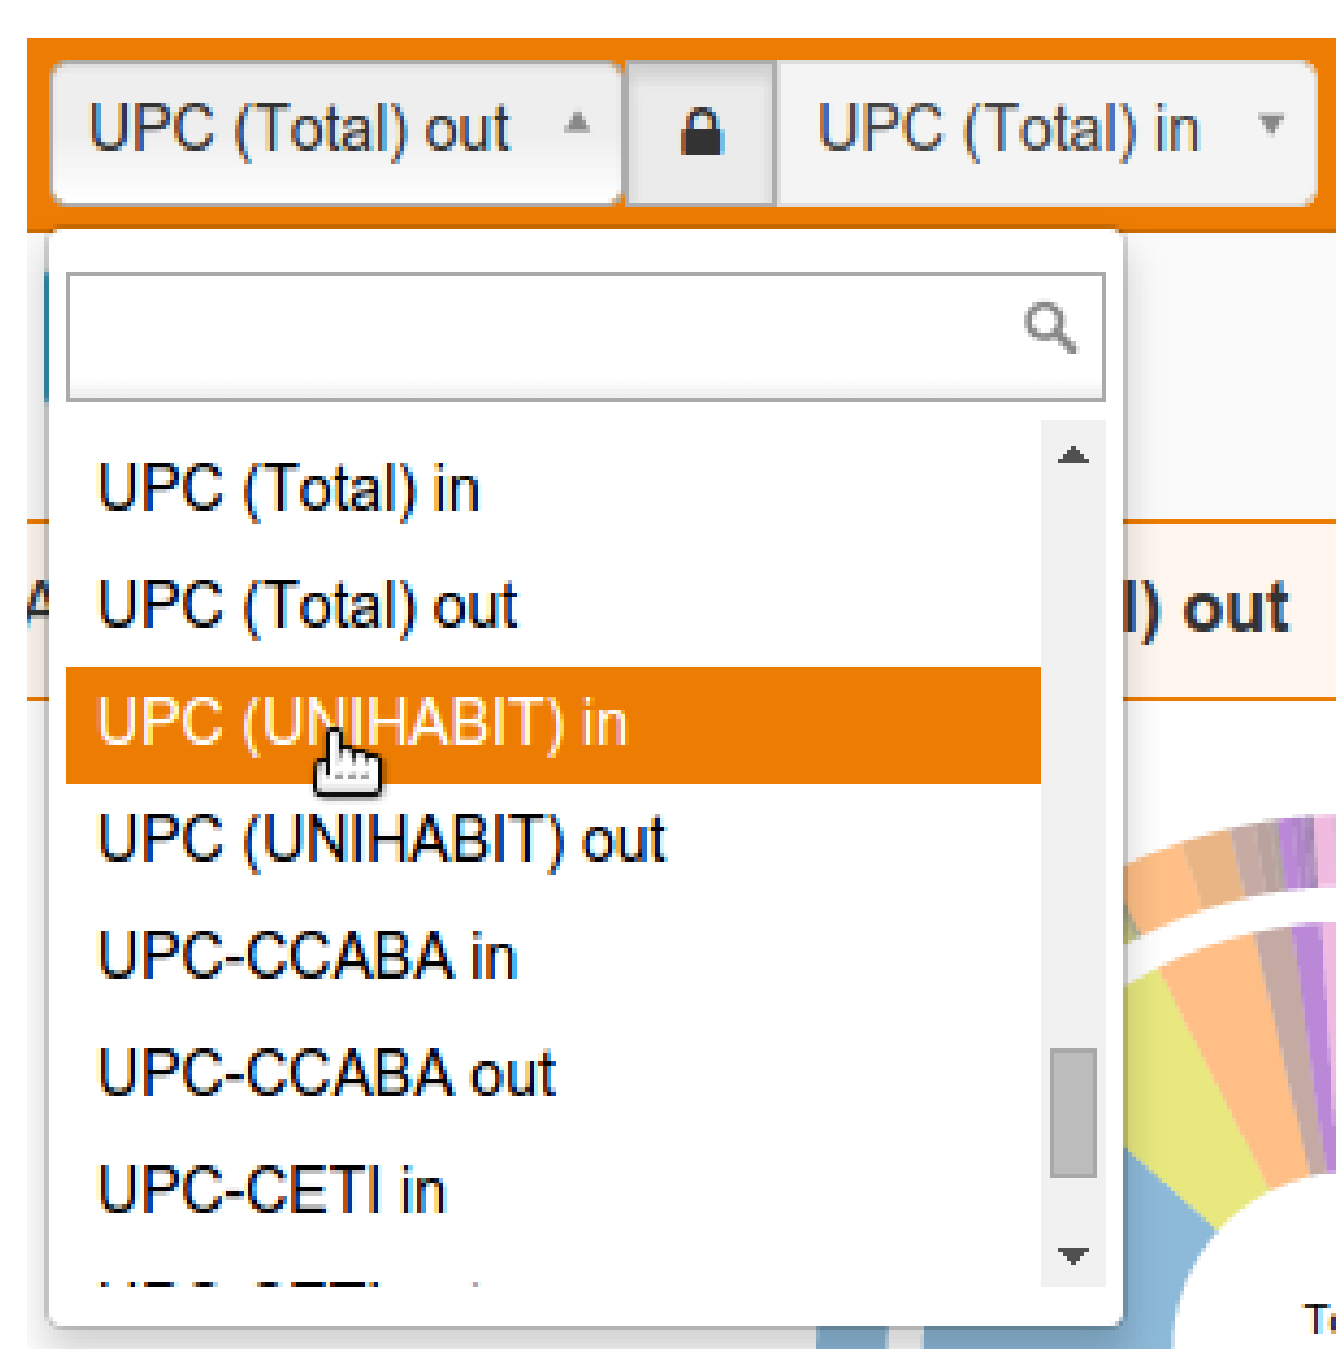 UPC (Total) out UPC (Total) in
UPC (Total) in
UPC (Total) out
UPC (UNIHABIT) in
UPC (UNIHABIT) out
UPC-CCABA in
UPC-CCABA out
UPC-CETI in
out